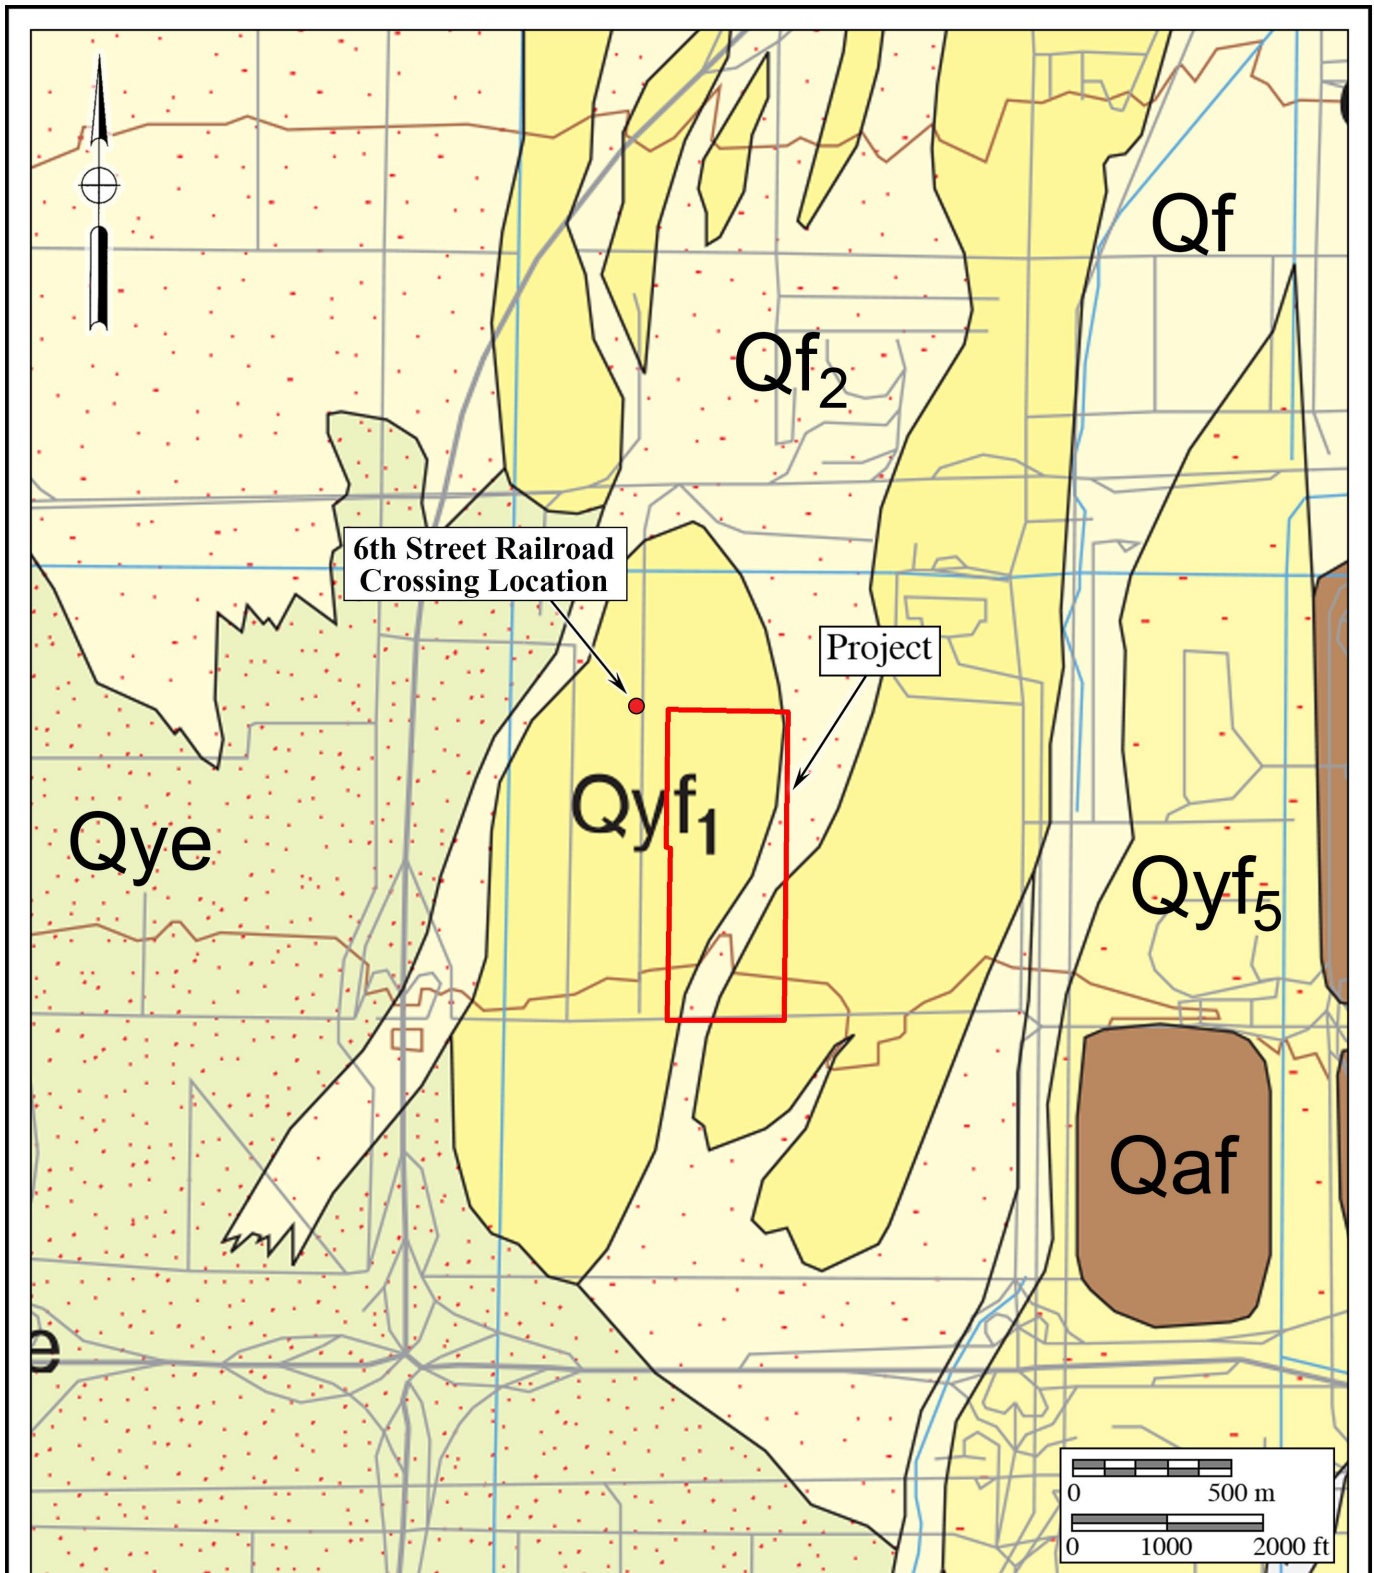 Qf
Qf2
6th Street Railroad
Crossing Location
Project
Qyf1
Qye
Qyf5
Qaf
e
0 500 m
0 1000 2000 ft